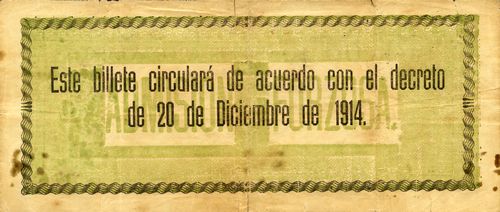 Este billete circulará de acuerdo con el decreto
de 20 de Diciembre de 1914.